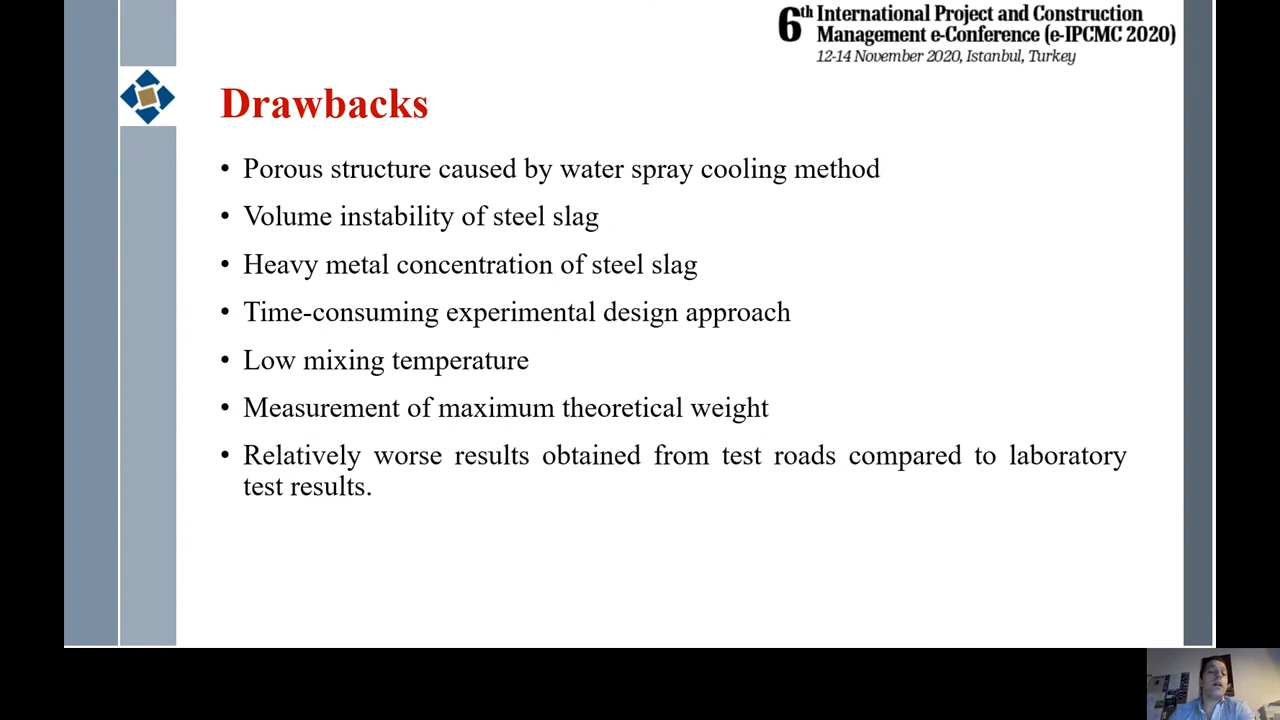 6th International Project and Construction
Management e-Conference (e-IPCMC 2020)
12-14 November 2020, Istanbul, Turkey
Drawbacks
• Porous structure caused by water spray cooling method
• Volume instability of steel slag
• Heavy metal concentration of steel slag
• Time-consuming experimental design approach
• Low mixing temperature
• Measurement of maximum theoretical weight
• Relatively worse results obtained from test roads compared to laboratory
test results.